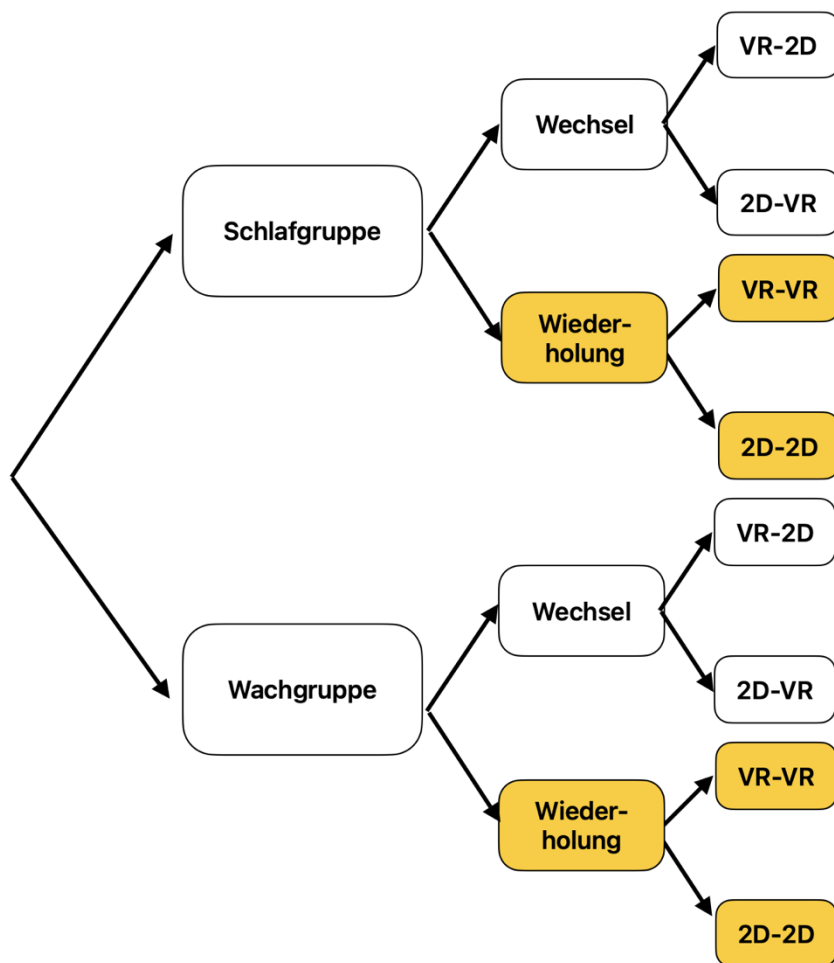 VR-2D
Wechsel
2D-VR
Schlafgruppe
VR-VR
Wieder-
holung
2D-2D
VR-2D
Wechsel
2D-VR
Wachgruppe
VR-VR
Wieder-
holung
2D-2D